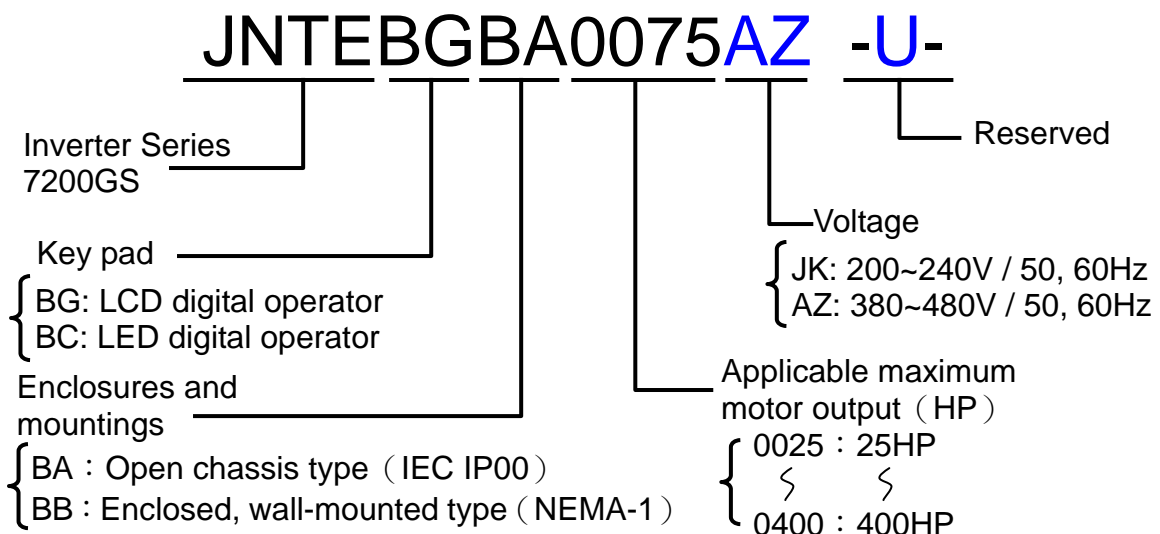 JNTEBGBA0075AZ -U-
Reserved
Inverter Series
7200GS
Voltage
JK: 200~240V / 50, 60Hz
AZ: 380~480V / 50, 60Hz
Key pad
BG: LCD digital operator
BC: LED digital operator
Enclosures and
mountings
BA：Open chassis type（IEC IP00）
BB：Enclosed, wall-mounted type（NEMA-1）
Applicable maximum
motor output（HP）
0025：25HP
0400：400HP